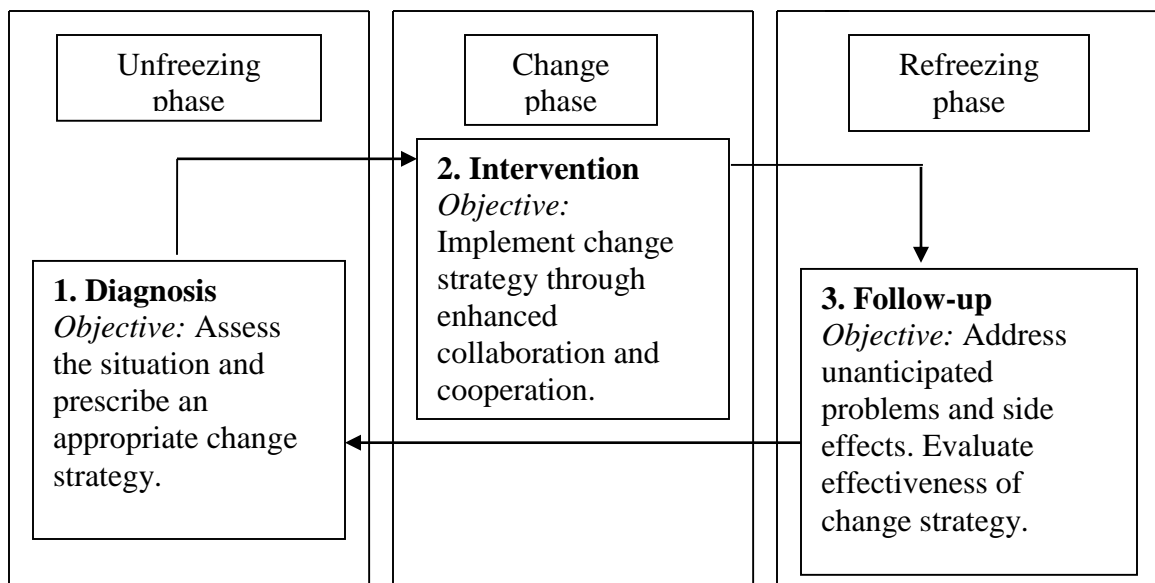 Unfreezing
phase
Change
phase
Refreezing
phase
2. Intervention
Objective:
Implement change
strategy through
enhanced
collaboration and
cooperation.
1. Diagnosis
Objective: Assess
the situation and
prescribe an
appropriate change
strategy.
3. Follow-up
Objective: Address
unanticipated
problems and side
effects. Evaluate
effectiveness of
change strategy.